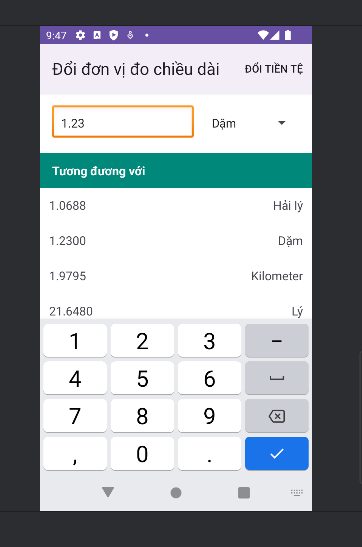 9:47
Đổi đơn vị đo chiều dài ĐỔI TIỀN TỆ
1.23 Dặm
Tương đương với
1.0688 Hải lý
1.2300 Dặm
1.9795 Kilometer
21.6480 Lý
1 2 3 –
4 5 6
7 8 9
, 0 .